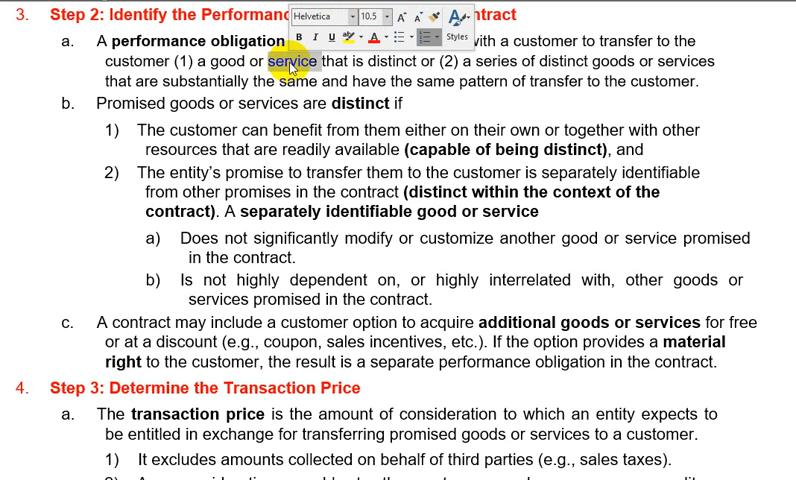 3. Step 2: Identify the Performanc ntract
Helvetica 10.5 A A A
B I U aby A Styles
a. A performance obligation with a customer to transfer to the
customer (1) a good or service that is distinct or (2) a series of distinct goods or services
that are substantially the same and have the same pattern of transfer to the customer.
b. Promised goods or services are distinct if
1) The customer can benefit from them either on their own or together with other
resources that are readily available (capable of being distinct), and
2) The entity's promise to transfer them to the customer is separately identifiable
from other promises in the contract (distinct within the context of the
contract). A separately identifiable good or service
a) Does not significantly modify or customize another good or service promised
in the contract.
b) Is not highly dependent on, or highly interrelated with, other goods or
services promised in the contract.
c. A contract may include a customer option to acquire additional goods or services for free
or at a discount (e.g., coupon, sales incentives, etc.). If the option provides a material
right to the customer, the result is a separate performance obligation in the contract.
4. Step 3: Determine the Transaction Price
a. The transaction price is the amount of consideration to which an entity expects to
be entitled in exchange for transferring promised goods or services to a customer.
1) It excludes amounts collected on behalf of third parties (e.g., sales taxes).